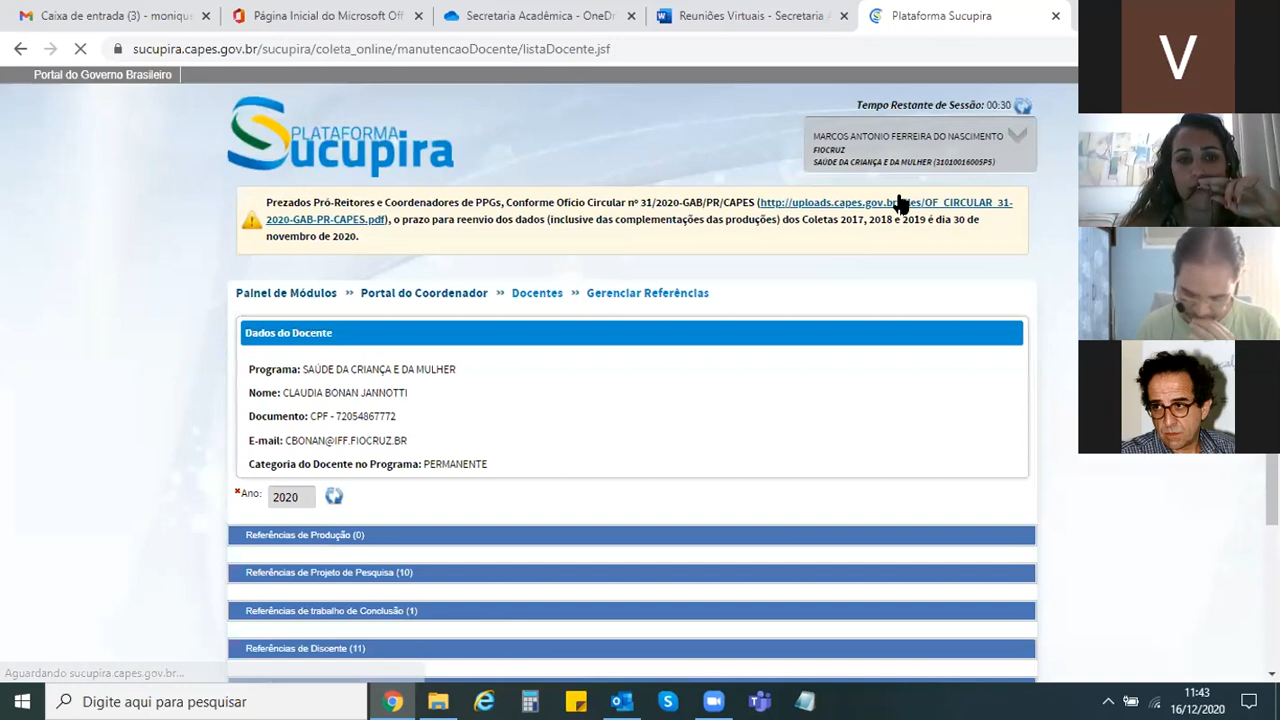 Caixa de entrada (3) - moniqu
Página Inicial do Microsoft Off
Secretaria Acadêmica - OneDr
Reuniões Virtuais - Secretaria A
Plataforma Sucupira
sucupira.capes.gov.br/sucupira/coleta_online/manutencaoDocente/listaDocente.jsf
Portal do Governo Brasileiro
Tempo Restante de Sessão: 00:30
PLATAFORMA
Sucupira
MARCOS ANTONIO FERREIRA DO NASCIMENTO
FIOCRUZ
SAÚDE DA CRIANÇA E DA MULHER (31010016005P5)
Prezados Pró-Reitores e Coordenadores de PPGs, Conforme Ofício Circular nº 31/2020-GAB/PR/CAPES (http://uploads.capes.gov.br/files/OF_CIRCULAR_31-
2020-GAB-PR-CAPES.pdf), o prazo para reenvio dos dados (inclusive das complementações das produções) dos Coletas 2017, 2018 e 2019 é dia 30 de
novembro de 2020.
Painel de Módulos » Portal do Coordenador » Docentes » Gerenciar Referências
Dados do Docente
Programa: SAÚDE DA CRIANÇA E DA MULHER
Nome: CLAUDIA BONAN JANNOTTI
Documento: CPF - 72054867772
E-mail: CBONAN@IFF.FIOCRUZ.BR
Categoria do Docente no Programa: PERMANENTE
*Ano: 2020
Referências de Produção (0)
Referências de Projeto de Pesquisa (10)
Referências de trabalho de Conclusão (1)
Referências de Discente (11)
Aguardando sucupira.capes.gov.br...
Digite aqui para pesquisar
11:43
16/12/2020
V